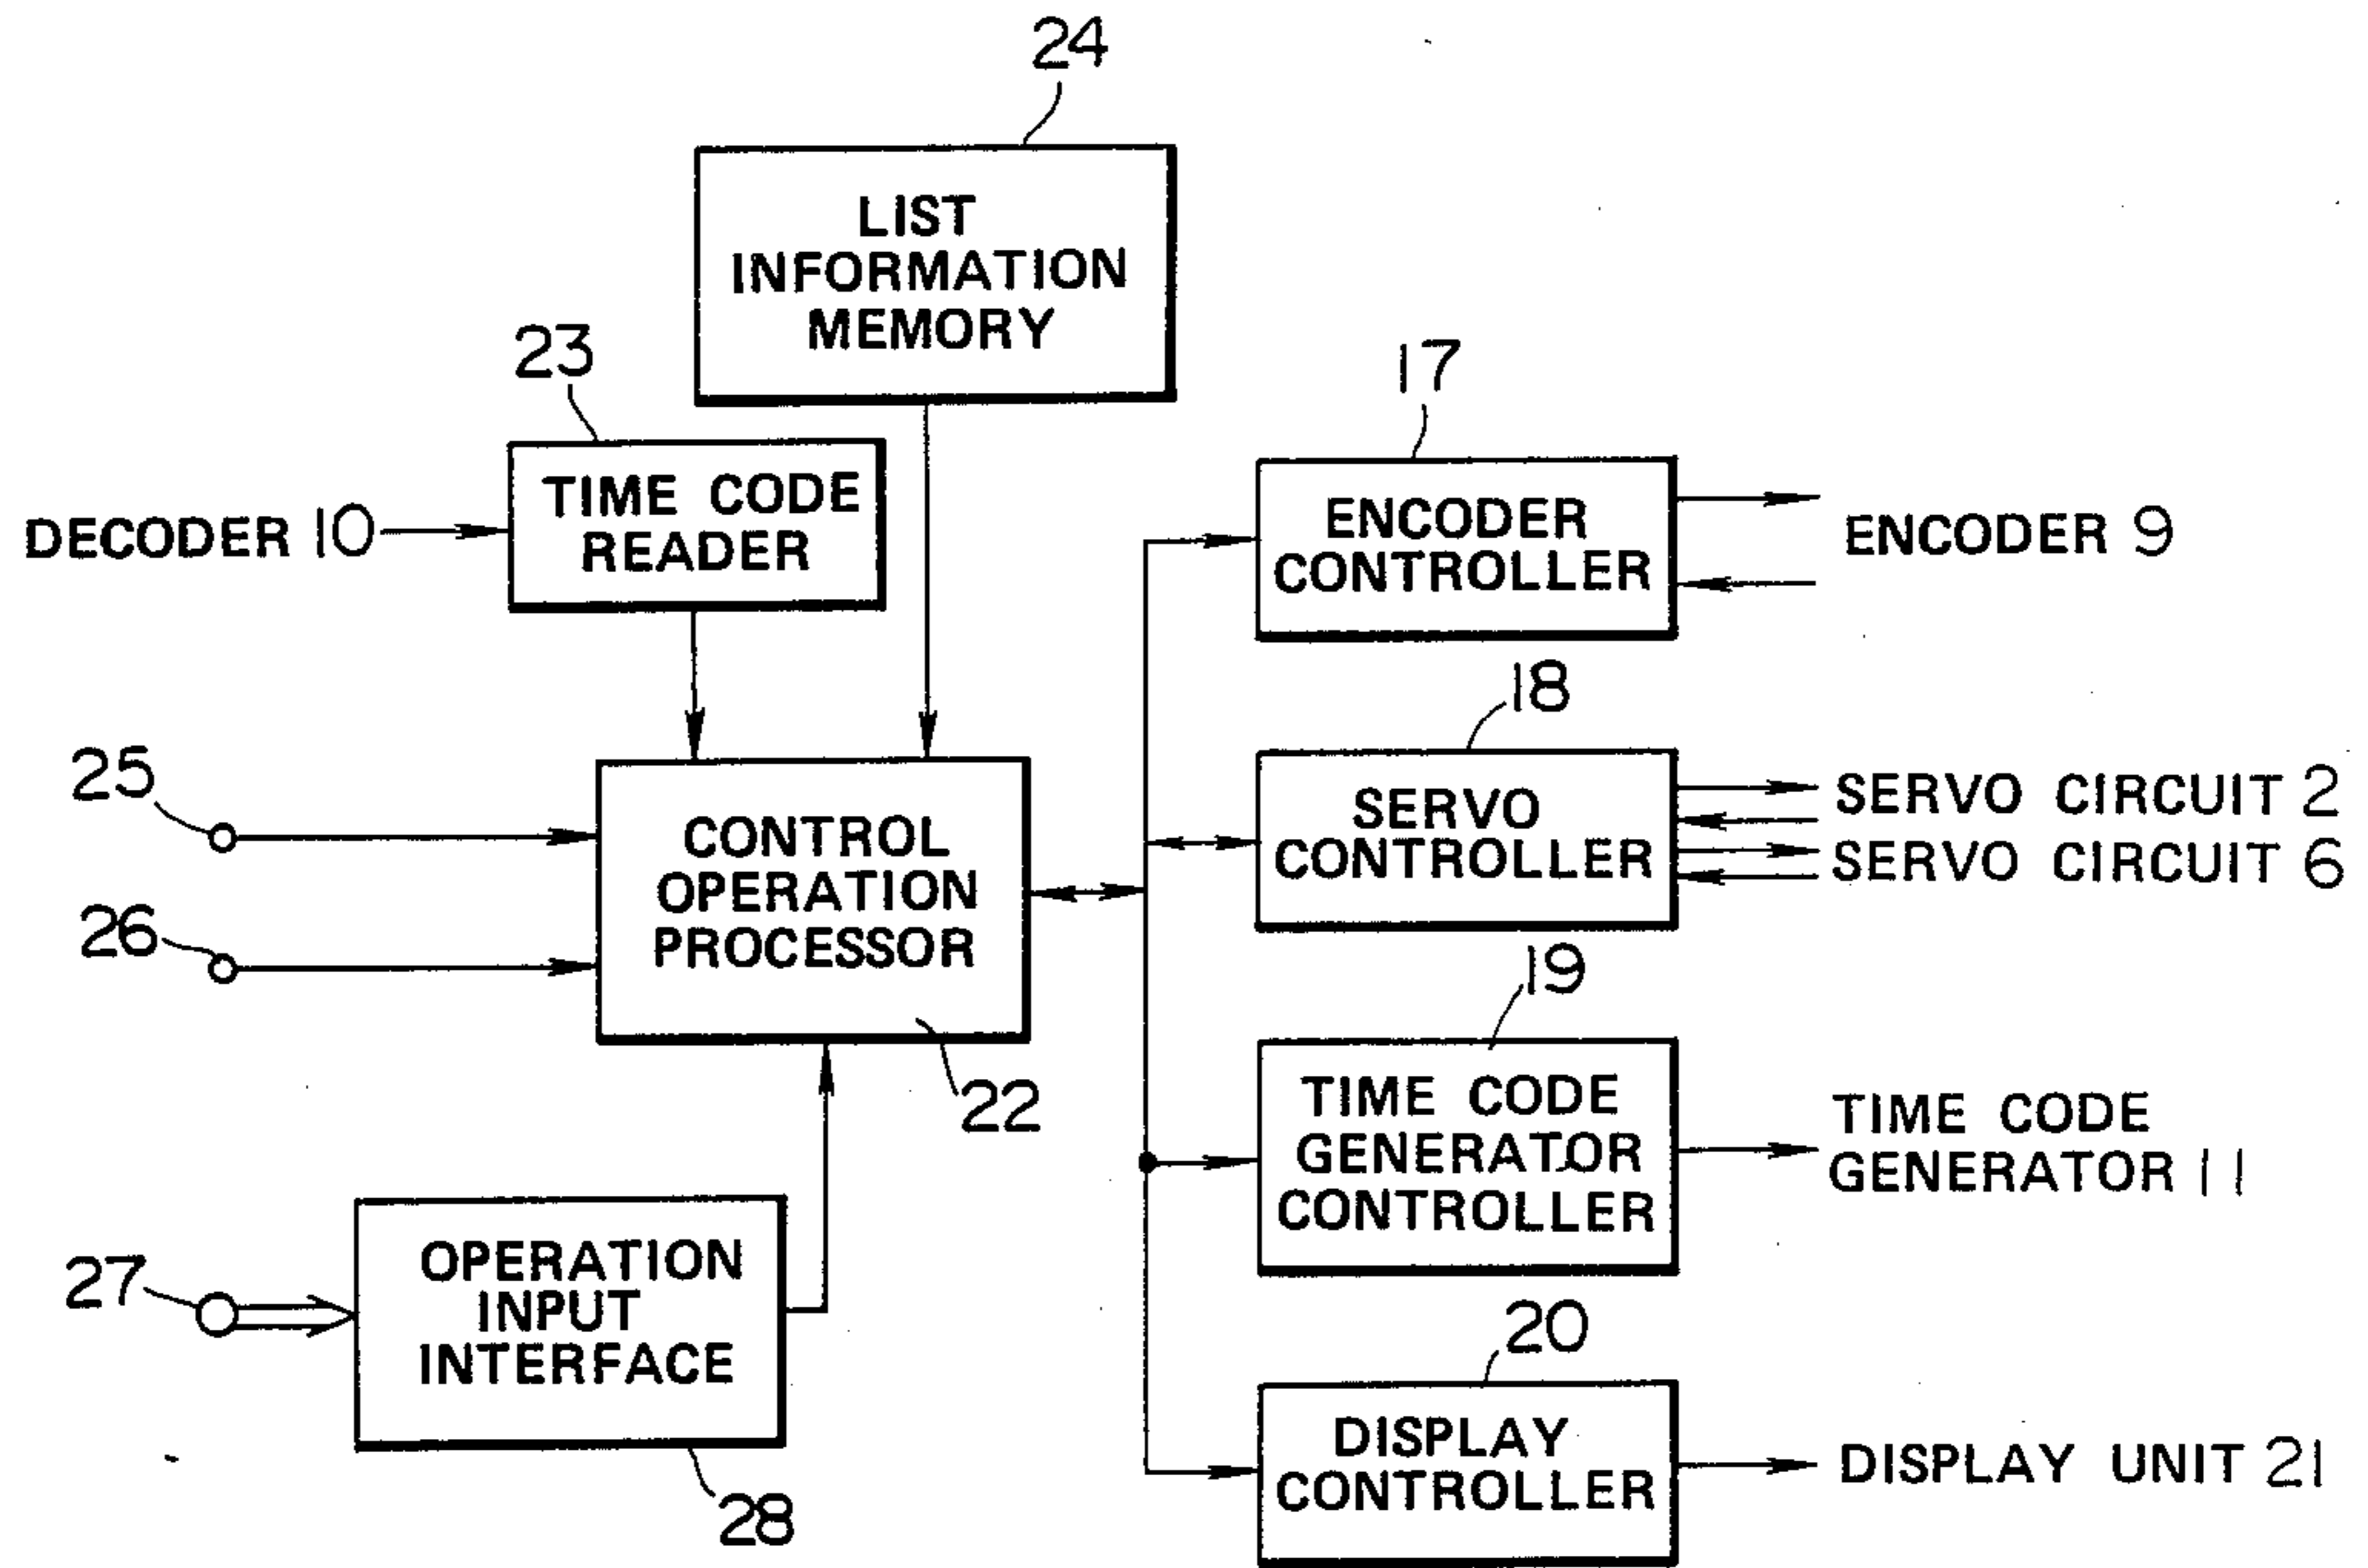 24
LIST
INFORMATION
MEMORY
23
TIME CODE
READER
DECODER 10
17
ENCODER
CONTROLLER
ENCODER 9
18
SERVO
CONTROLLER
SERVO CIRCUIT 2
SERVO CIRCUIT 6
25
26
CONTROL
OPERATION
PROCESSOR
22
19
TIME CODE
GENERATOR
CONTROLLER
TIME CODE
GENERATOR 11
27
OPERATION
INPUT
INTERFACE
28
20
DISPLAY
CONTROLLER
DISPLAY UNIT 21